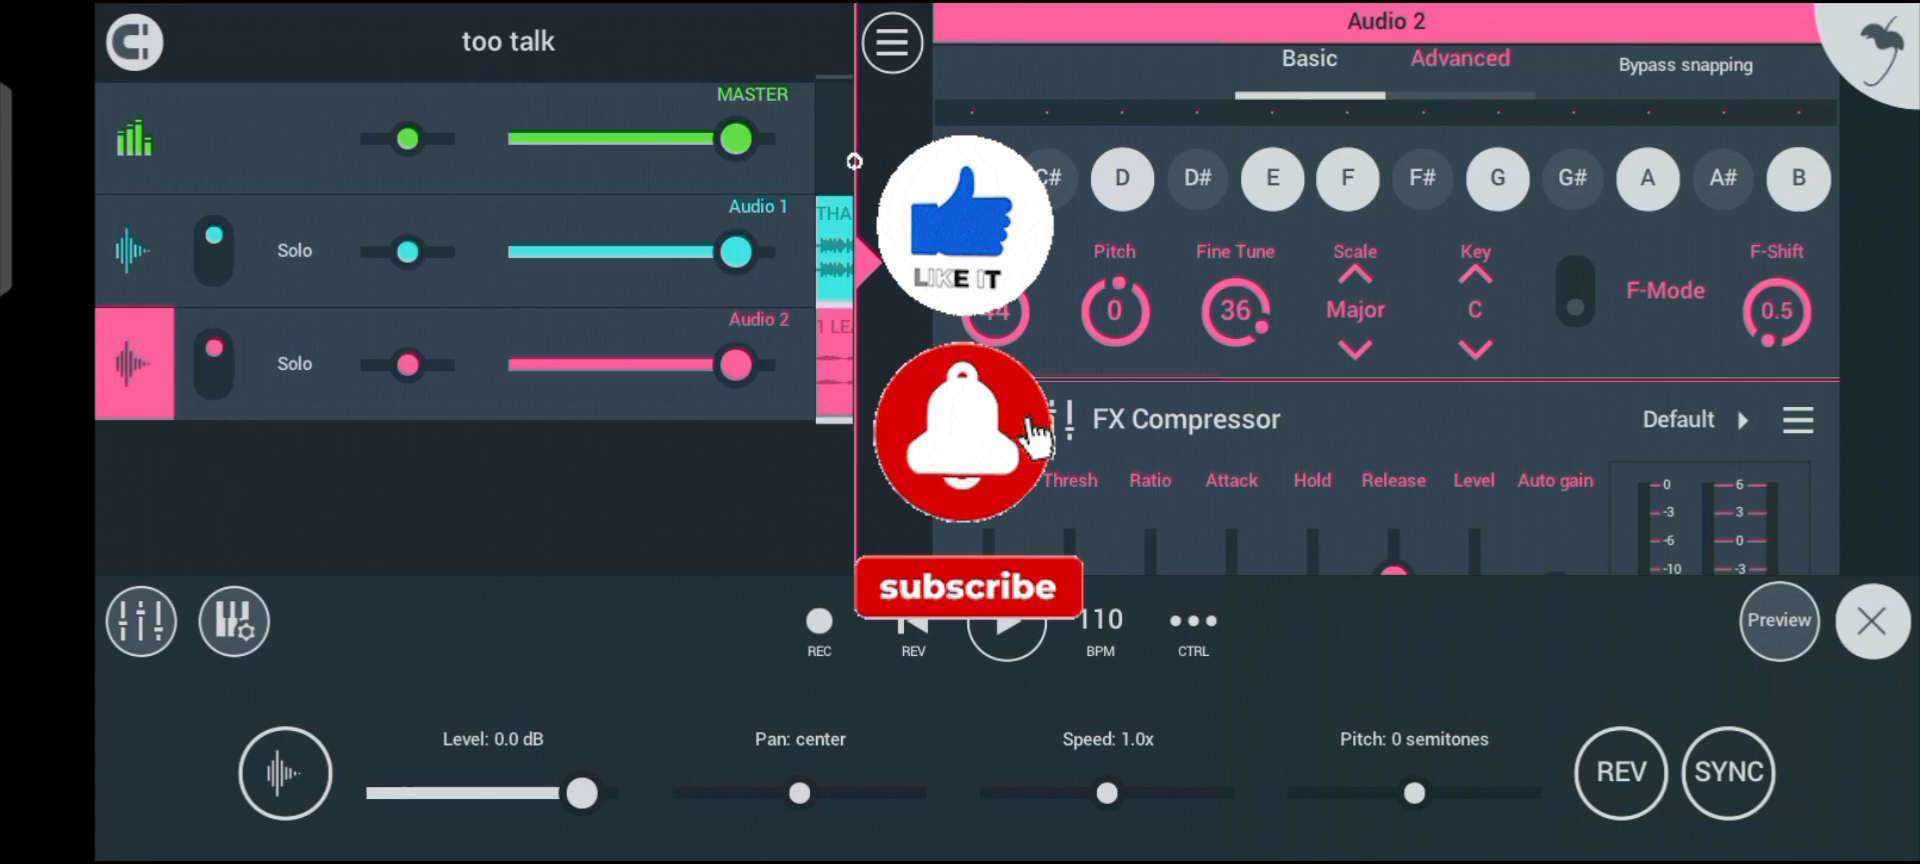 too talk
Audio 2
Basic Advanced Bypass snapping
MASTER
C# D D# E F F# G G# A A# B
Audio 1
THA
Solo
LIKE IT
Pitch Fine Tune Scale Key F-Shift
44 0 36 Major C F-Mode 0.5
Audio 2
1 LEA
Solo
FX Compressor Default
Thresh Ratio Attack Hold Release Level Auto gain
0 6
-3 3
-6 0
-10 -3
subscribe
REC REV 110 BPM CTRL
Preview
Level: 0.0 dB Pan: center Speed: 1.0x Pitch: 0 semitones
REV SYNC